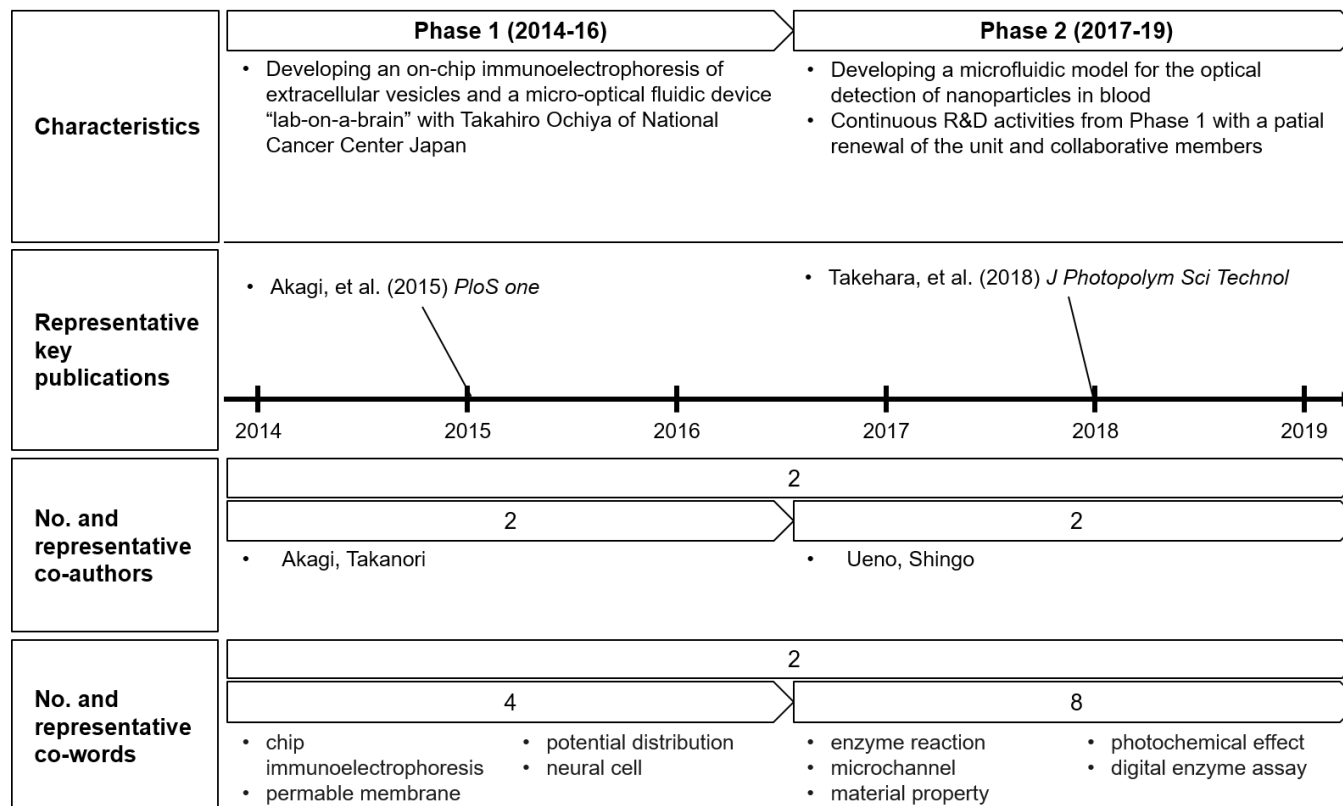 Phase 1 (2014-16)
Phase 2 (2017-19)
Characteristics
• Developing an on-chip immunoelectrophoresis of
extracellular vesicles and a micro-optical fluidic device
“lab-on-a-brain” with Takahiro Ochiya of National
Cancer Center Japan
• Developing a microfluidic model for the optical
detection of nanoparticles in blood
• Continuous R&D activities from Phase 1 with a patial
renewal of the unit and collaborative members
Representative
key
publications
• Akagi, et al. (2015) PloS one
• Takehara, et al. (2018) J Photopolym Sci Technol
2014 2015 2016 2017 2018 2019
No. and
representative
co-authors
2
2
2
• Akagi, Takanori
• Ueno, Shingo
No. and
representative
co-words
2
4
8
• chip
immunoelectrophoresis
• permable membrane
• potential distribution
• neural cell
• enzyme reaction
• microchannel
• material property
• photochemical effect
• digital enzyme assay